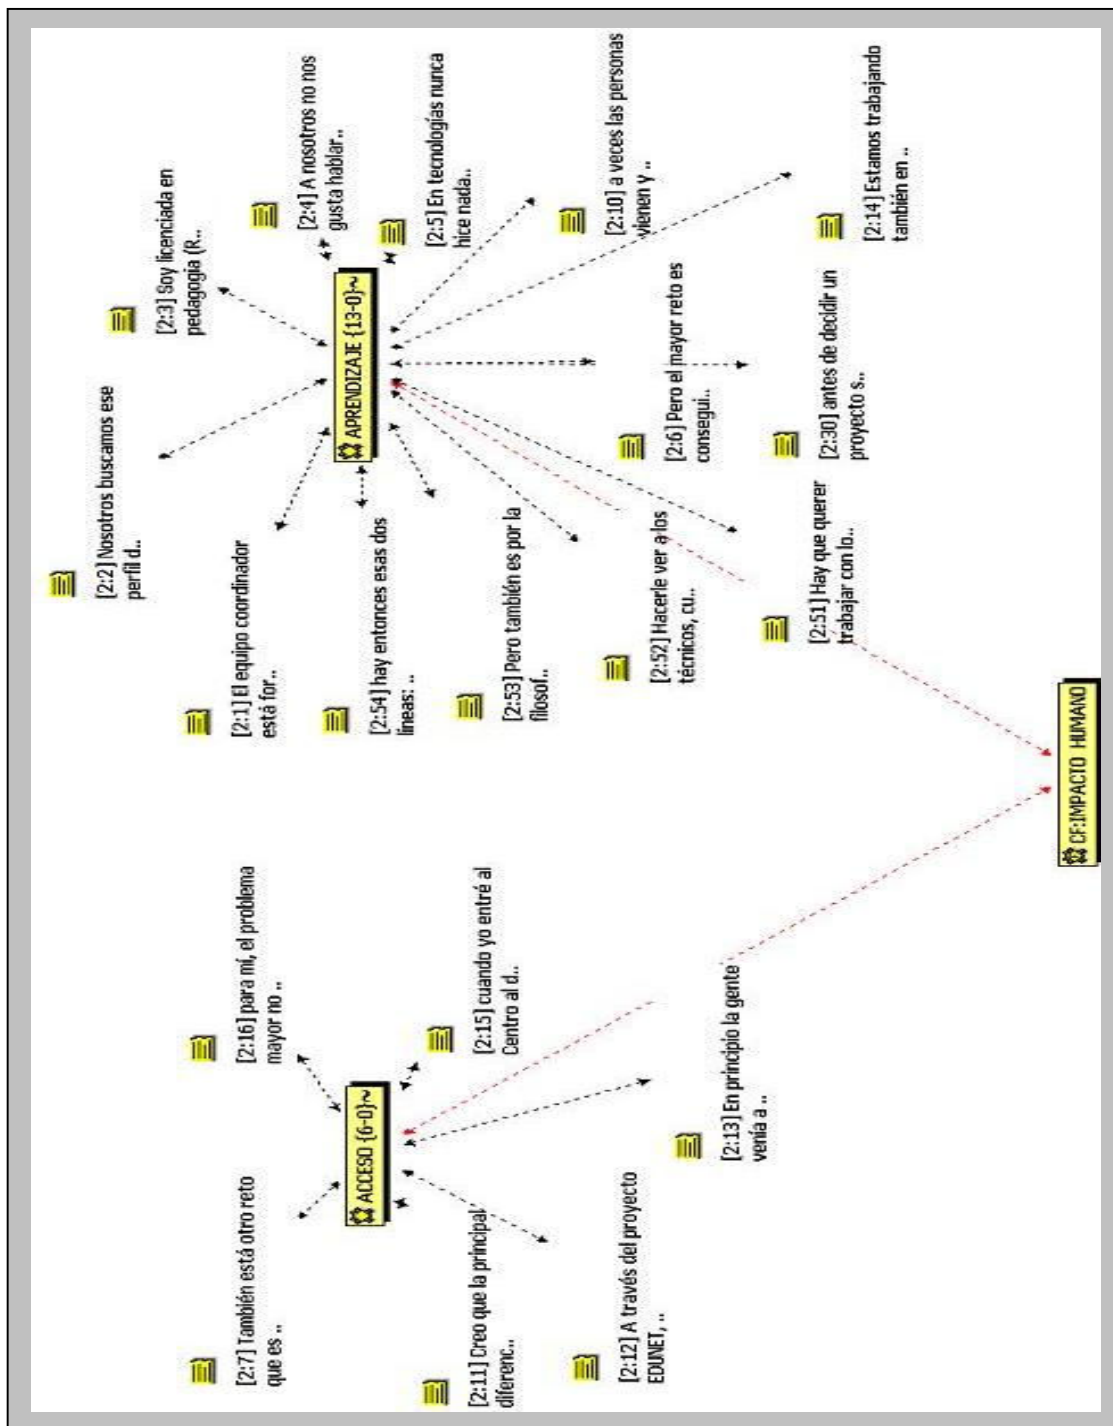 [2:2] Nosotros buscamos ese
perfil d..
[2:3] Soy licenciada en
pedagogía (R..
[2:7] También está otro reto
que es ..
[2:16] para mí, el problema
mayor no ..
[2:1] El equipo coordinador
está for..
[2:4] A nosotros no nos
gusta hablar..
ACCESO {6-0}~
[2:54] hay entonces esas dos
líneas: ..
APRENDIZAJE {13-0}~
[2:5] En tecnologías nunca
hice nada..
[2:11] Creo que la principal
diferenc..
[2:15] cuando yo entré al
Centro al d..
[2:53] Pero también es por la
filosof..
[2:12] A través del proyecto
EDUNET, ..
[2:52] Hacerle ver a los
técnicos, cu..
[2:10] a veces las personas
vienen y ..
[2:6] Pero el mayor reto es
consegui..
[2:13] En principio la gente
venía a ..
[2:51] Hay que querer
trabajar con lo..
[2:30] antes de decidir un
proyecto s..
[2:14] Estamos trabajando
también en ..
CF:IMPACTO HUMANO